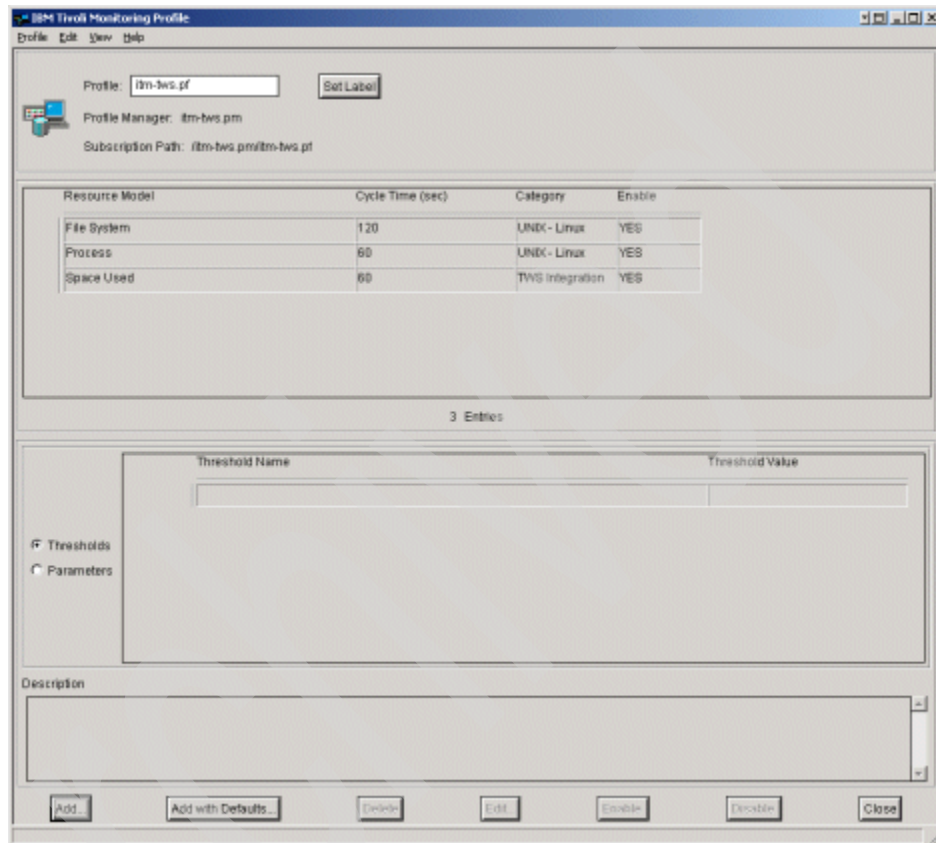 IBM Tivoli Monitoring Profile
Profile Edit View Help
Profile: itm-tws.pf Set Label
Profile Manager: itm-tws.pm
Subscription Path: /itm-tws.pm/itm-tws.pf
Resource Model Cycle Time (sec) Category Enable
File System 120 UNIX - Linux YES
Process 60 UNIX - Linux YES
Space Used 60 TWS Integration YES
3 Entries
Threshold Name Threshold Value
Thresholds
Parameters
Description
Add... Add with Defaults... Delete Edit... Enable Disable Close